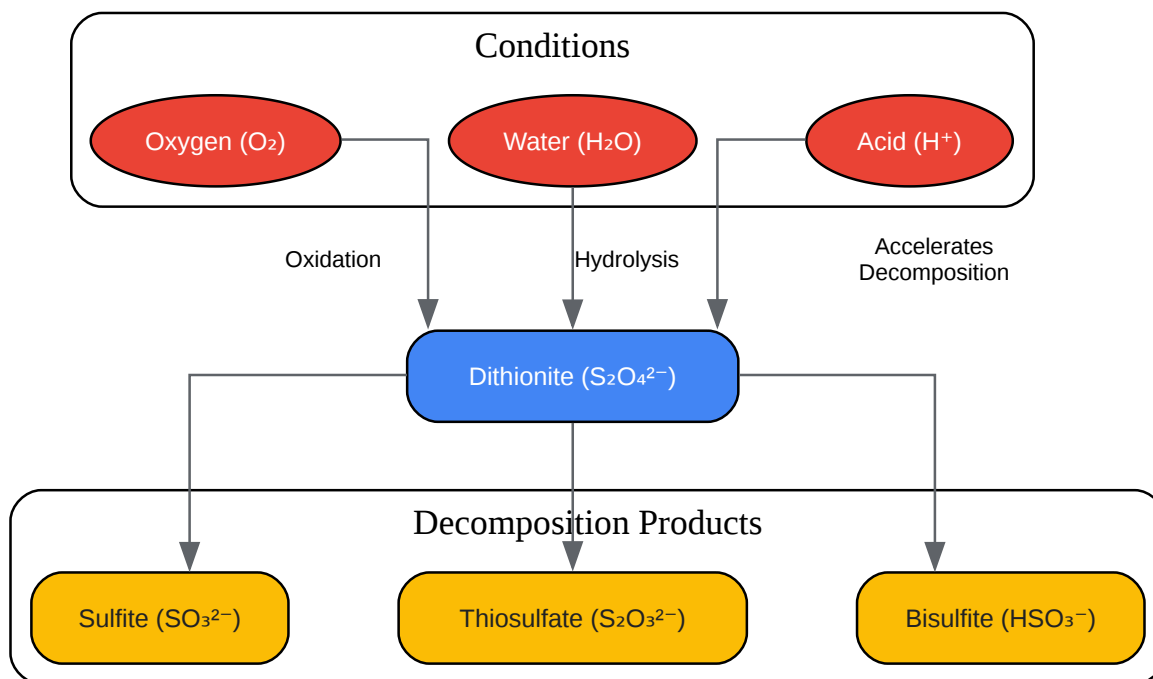 Conditions
Oxygen (O₂)
Water (H₂O)
Acid (H⁺)
Oxidation
Hydrolysis
Accelerates
Decomposition
Dithionite (S₂O₄²⁻)
Decomposition Products
Sulfite (SO₃²⁻)
Thiosulfate (S₂O₃²⁻)
Bisulfite (HSO₃⁻)